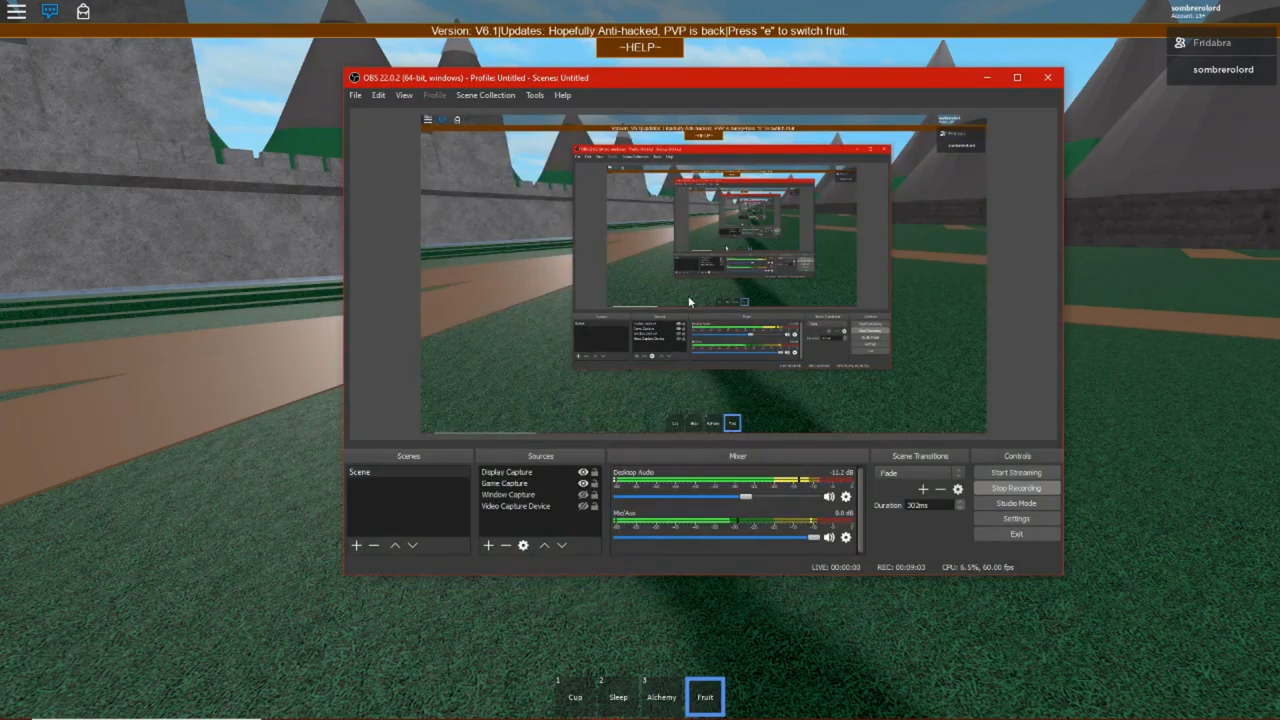 sombrerolord
Account: 13+
Version: V6.1|Updates: Hopefully Anti-hacked, PVP is back|Press "e" to switch fruit.
~HELP~
Fridabra
sombrerolord
OBS 22.0.2 (64-bit, windows) - Profile: Untitled - Scenes: Untitled
File Edit View Profile Scene Collection Tools Help
Scenes Sources Mixer Scene Transitions Controls
Scene
Display Capture
Game Capture
Window Capture
Video Capture Device
Desktop Audio -11.2 dB
Mic/Aux 0.0 dB
Fade
Duration 302ms
Start Streaming
Stop Recording
Studio Mode
Settings
Exit
LIVE: 00:00:00 REC: 00:09:03 CPU: 6.5%, 60.00 fps
1 2 3
Cup Sleep Alchemy Fruit